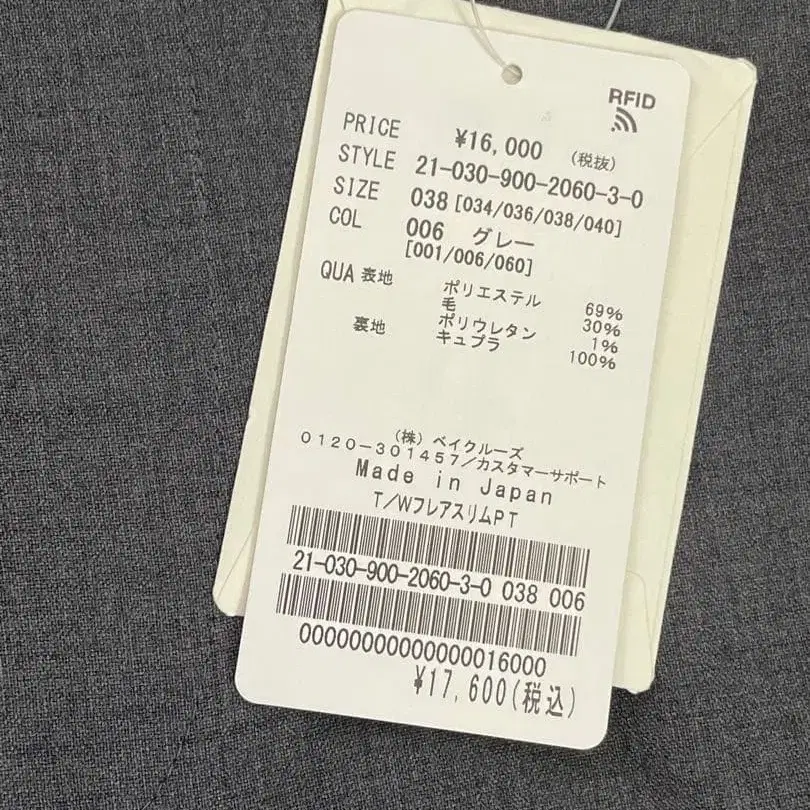 RFID
PRICE ¥16,000 (税抜)
STYLE 21-030-900-2060-3-0
SIZE 038 [034/036/038/040]
COL 006 グレー
[001/006/060]
QUA 表地 ポリエステル 69%
毛 30%
ポリウレタン 1%
裏地 キュプラ 100%
(株) ベイクルーズ
0120-301457/カスタマーサポート
Made in Japan
T/WフレアスリムPT
21-030-900-2060-3-0 038 006
00000000000000016000
¥17,600(税込)